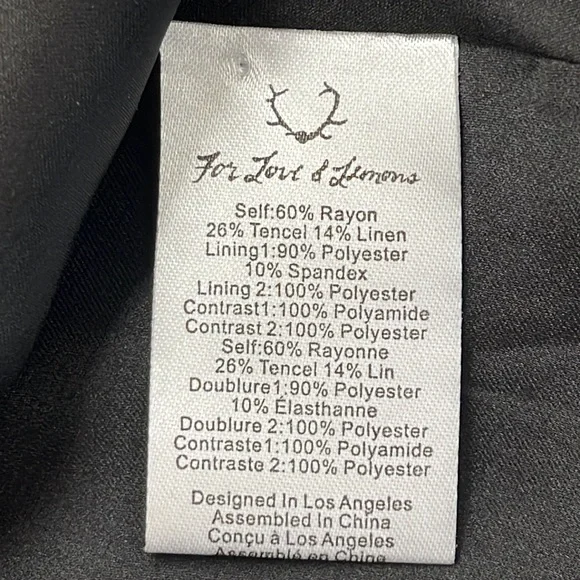 For Love & Lemons
Self:60% Rayon
26% Tencel 14% Linen
Lining1:90% Polyester
10% Spandex
Lining 2:100% Polyester
Contrast1:100% Polyamide
Contrast 2:100% Polyester
Self:60% Rayonne
26% Tencel 14% Lin
Doublure1:90% Polyester
10% Élasthanne
Doublure 2:100% Polyester
Contraste1:100% Polyamide
Contraste 2:100% Polyester
Designed In Los Angeles
Assembled In China
Conçu à Los Angeles
Assemblé en Chine